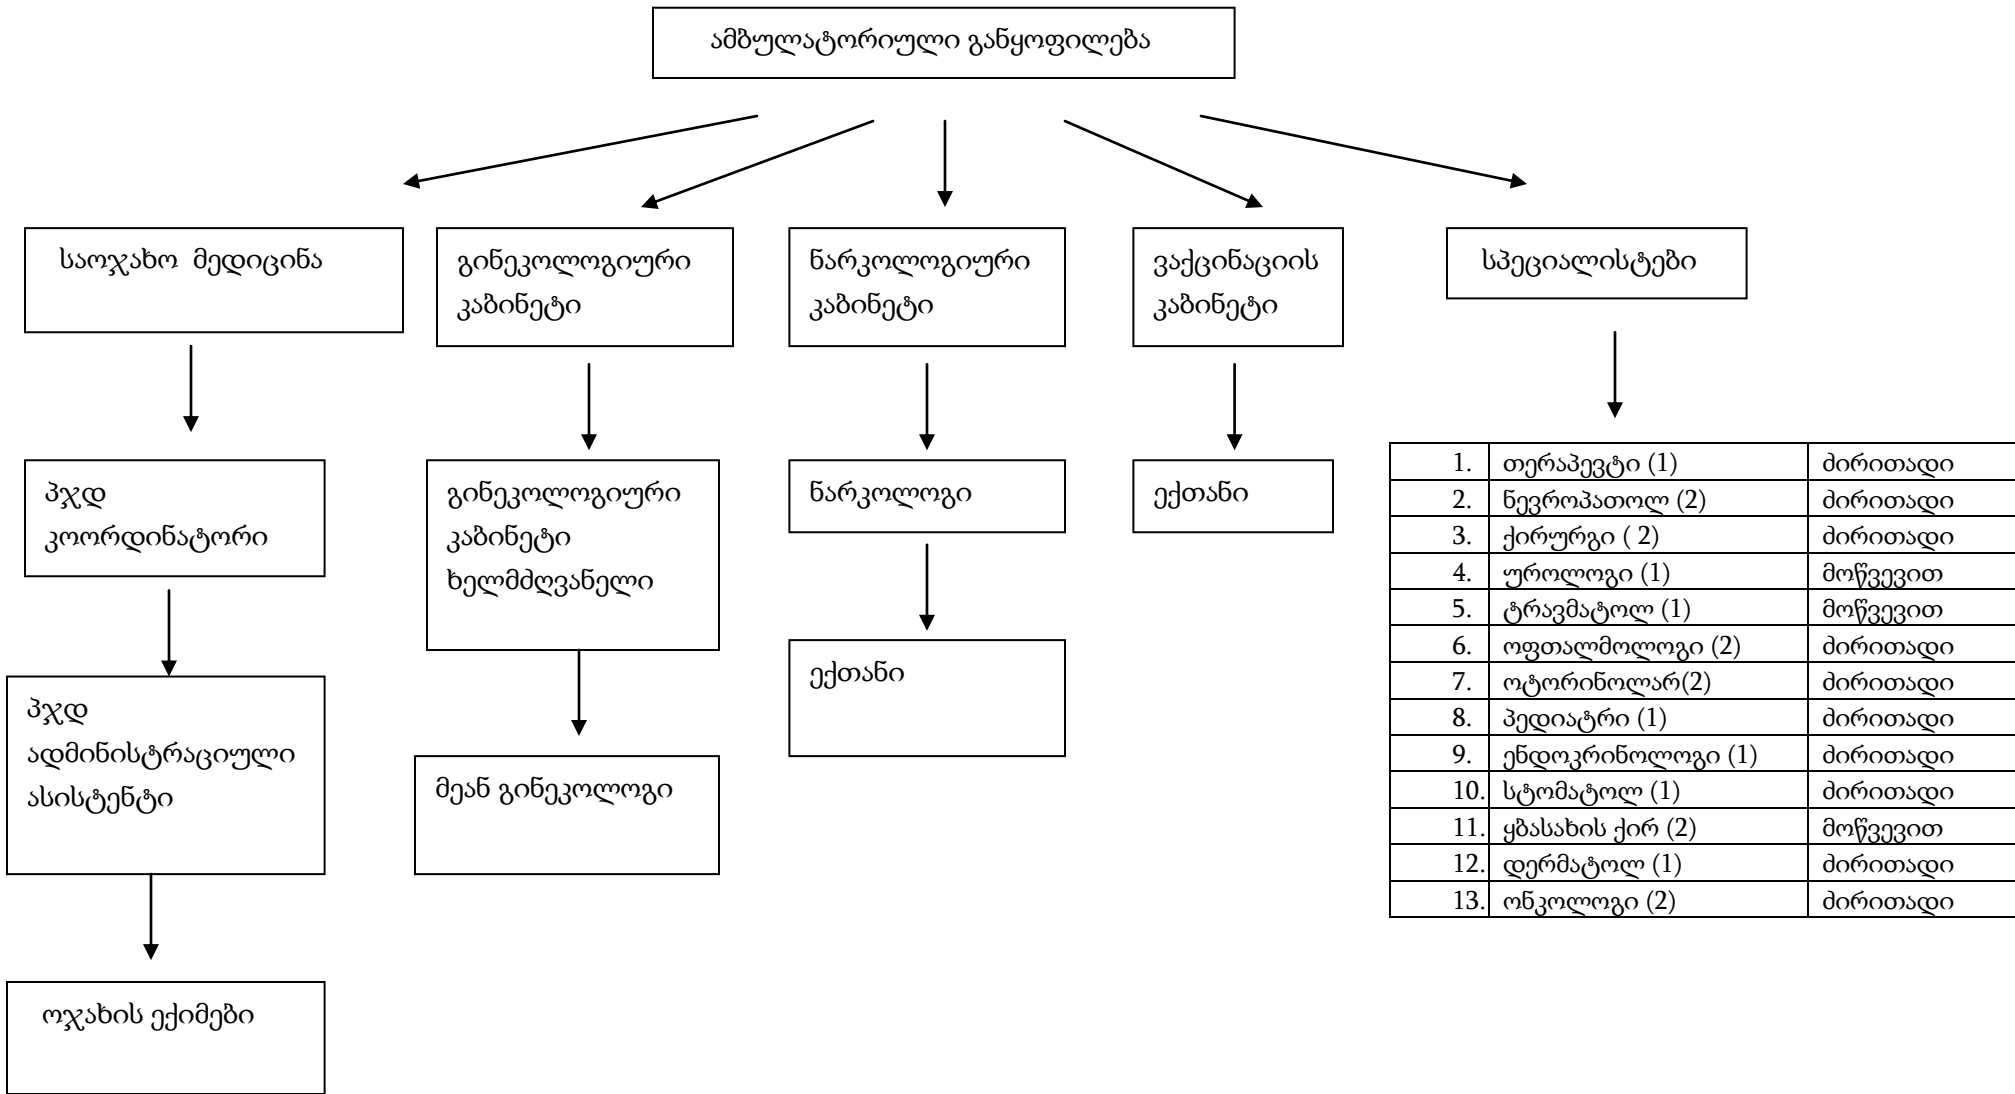 ამბულატორიული განყოფილება
საოჯახო მედიცინა
გინეკოლოგიური
კაბინეტი
ნარკოლოგიური
კაბინეტი
ვაქცინაციის
კაბინეტი
სპეციალისტები
პჯდ
კოორდინატორი
გინეკოლოგიური
კაბინეტი
ხელმძღვანელი
ნარკოლოგი
ექთანი
1. თერაპევტი (1) ძირითადი
2. ნევროპათოლ (2) ძირითადი
3. ქირურგი ( 2) ძირითადი
4. უროლოგი (1) მოწვევით
5. ტრავმატოლ (1) მოწვევით
6. ოფთალმოლოგი (2) ძირითადი
7. ოტორინოლარ(2) ძირითადი
8. პედიატრი (1) ძირითადი
9. ენდოკრინოლოგი (1) ძირითადი
10. სტომატოლ (1) ძირითადი
11. ყბასახის ქირ (2) მოწვევით
12. დერმატოლ (1) ძირითადი
13. ონკოლოგი (2) ძირითადი
პჯდ
ადმინისტრაციული
ასისტენტი
ექთანი
მეან გინეკოლოგი
ოჯახის ექიმები